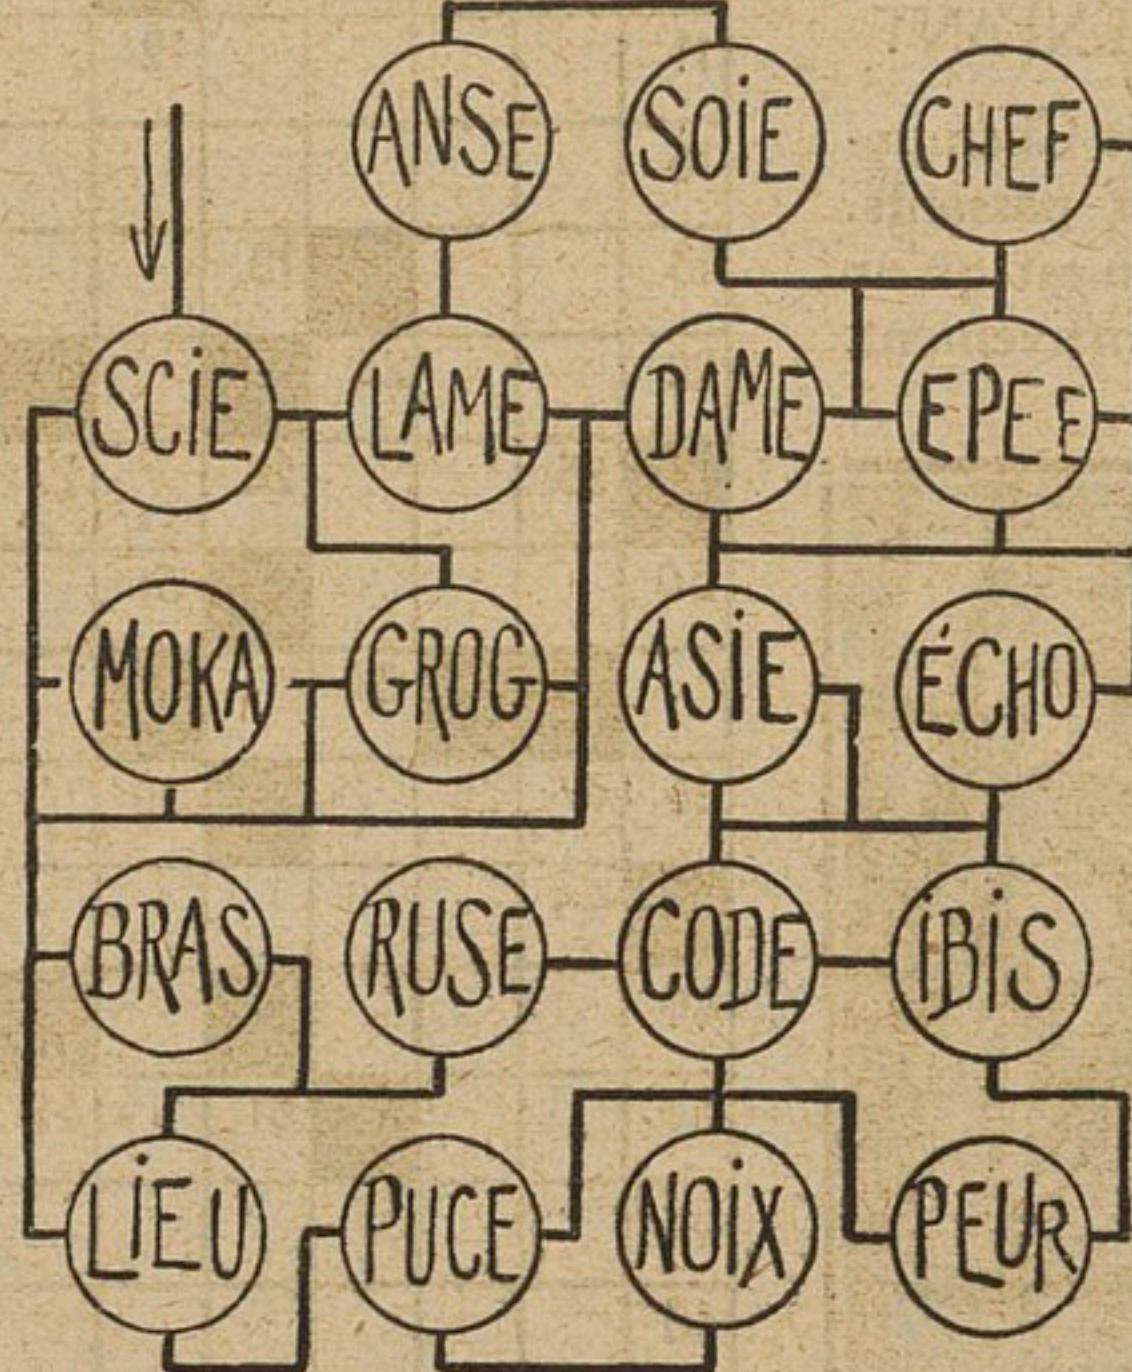 ANSE SOiE CHEF
SCiE LAME DAME EPEE
MOKA GROG ASiE ÉCHO
BRAS RUSE CODE iBiS
LiEU PUCE NOiX PEUR